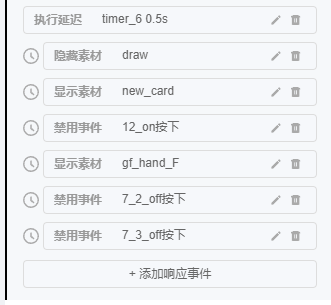 执行延迟 timer_6 0.5s
隐藏素材 draw
显示素材 new_card
禁用事件 12_on按下
显示素材 gf_hand_F
禁用事件 7_2_off按下
禁用事件 7_3_off按下
+ 添加响应事件